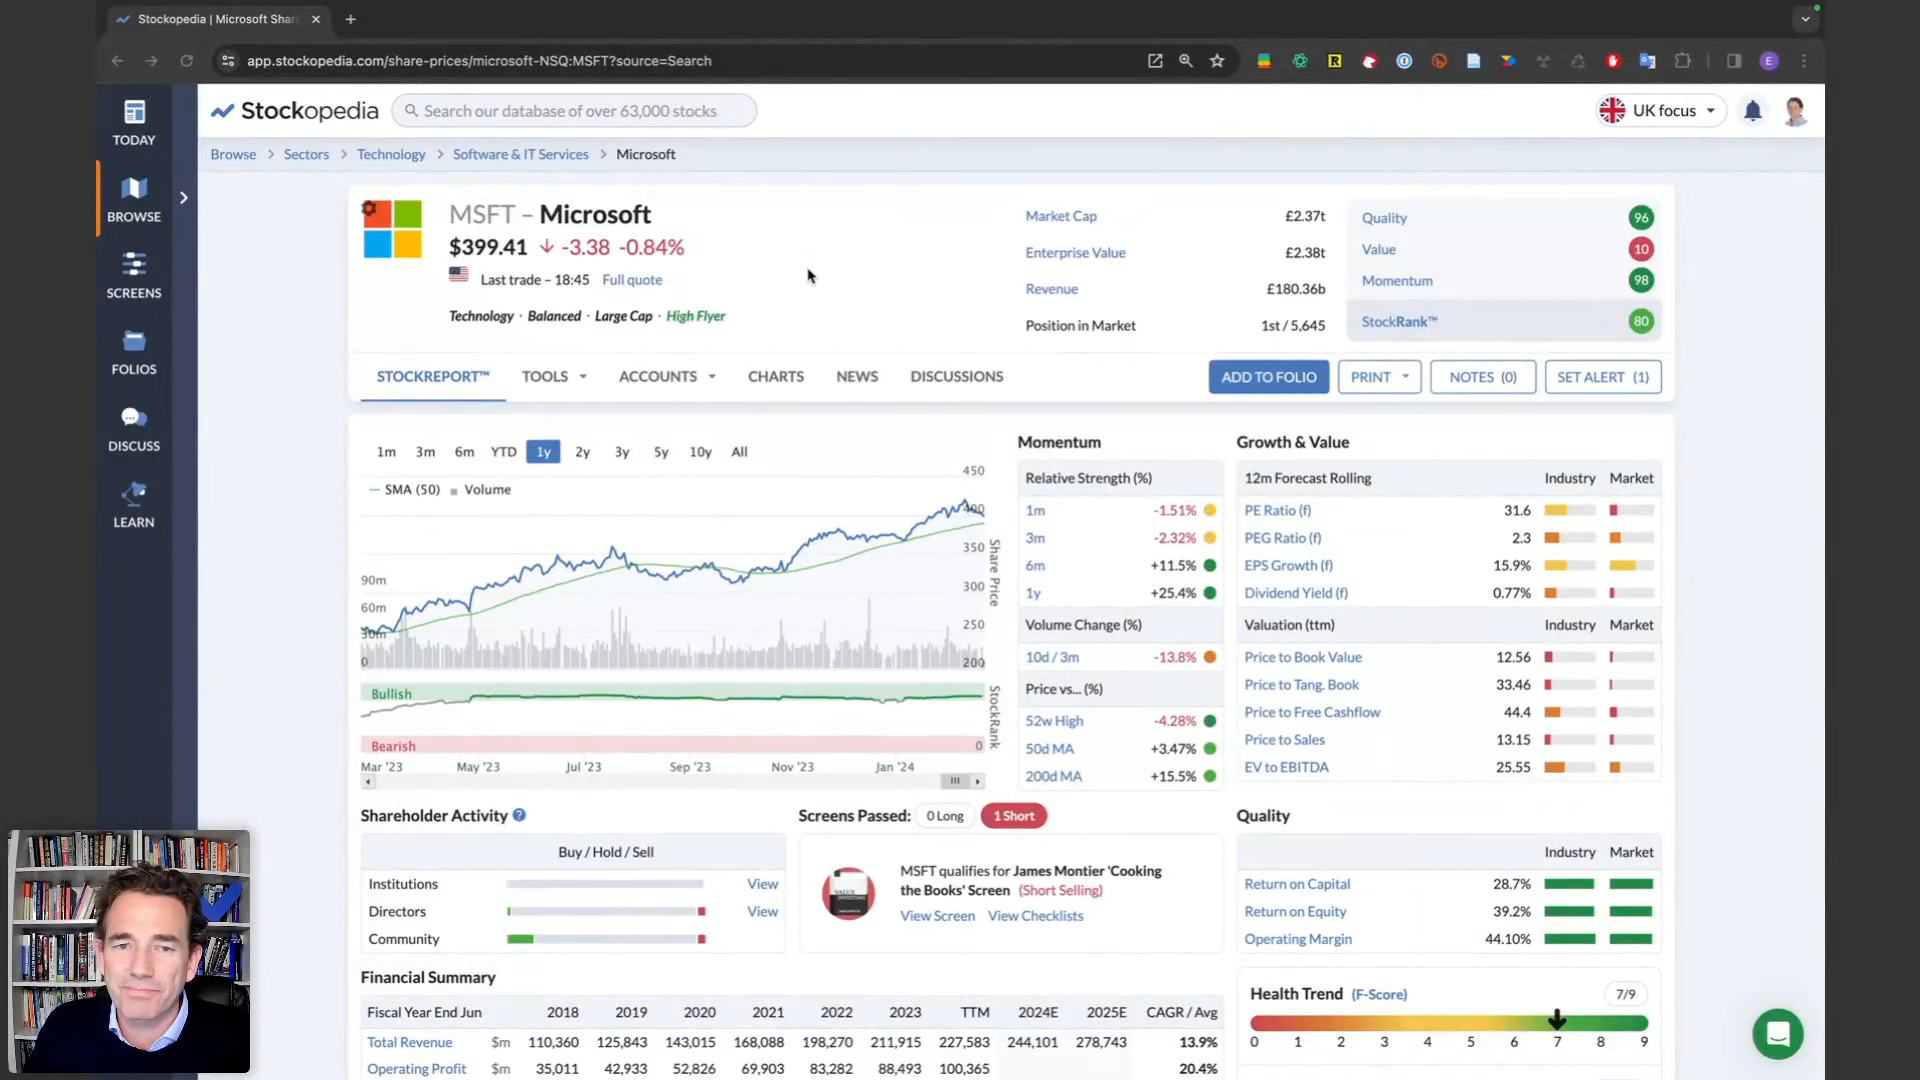 Stockopedia | Microsoft Shar
app.stockopedia.com/share-prices/microsoft-NSQ:MSFT?source=Search
Stockopedia
Search our database of over 63,000 stocks
UK focus
TODAY
BROWSE
SCREENS
FOLIOS
DISCUSS
LEARN
Browse > Sectors > Technology > Software & IT Services > Microsoft
MSFT – Microsoft
$399.41 ↓ -3.38 -0.84%
Last trade – 18:45 Full quote
Technology · Balanced · Large Cap · High Flyer
Market Cap £2.37t
Enterprise Value £2.38t
Revenue £180.36b
Position in Market 1st / 5,645
Quality 96
Value 10
Momentum 98
StockRank™ 80
STOCKREPORT™ TOOLS ACCOUNTS CHARTS NEWS DISCUSSIONS
ADD TO FOLIO PRINT NOTES (0) SET ALERT (1)
1m 3m 6m YTD 1y 2y 3y 5y 10y All
SMA (50) Volume
450
400
350
300
250
200
Share Price
90m
60m
30m
0
Bullish
Bearish
0
StockRank
Mar '23 May '23 Jul '23 Sep '23 Nov '23 Jan '24
Momentum
Relative Strength (%)
1m -1.51%
3m -2.32%
6m +11.5%
1y +25.4%
Volume Change (%)
10d / 3m -13.8%
Price vs... (%)
52w High -4.28%
50d MA +3.47%
200d MA +15.5%
Growth & Value
12m Forecast Rolling Industry Market
PE Ratio (f) 31.6
PEG Ratio (f) 2.3
EPS Growth (f) 15.9%
Dividend Yield (f) 0.77%
Valuation (ttm) Industry Market
Price to Book Value 12.56
Price to Tang. Book 33.46
Price to Free Cashflow 44.4
Price to Sales 13.15
EV to EBITDA 25.55
Shareholder Activity ?
Buy / Hold / Sell
Institutions View
Directors View
Community
Screens Passed: 0 Long 1 Short
VALUE INVESTING
MSFT qualifies for James Montier 'Cooking
the Books' Screen (Short Selling)
View Screen View Checklists
Quality
Industry Market
Return on Capital 28.7%
Return on Equity 39.2%
Operating Margin 44.10%
Financial Summary
Fiscal Year End Jun 2018 2019 2020 2021 2022 2023 TTM 2024E 2025E CAGR / Avg
Total Revenue $m 110,360 125,843 143,015 168,088 198,270 211,915 227,583 244,101 278,743 13.9%
Operating Profit $m 35,011 42,933 52,826 69,903 83,282 88,493 100,365 20.4%
Health Trend (F-Score) 7/9
0 1 2 3 4 5 6 7 8 9
R
E